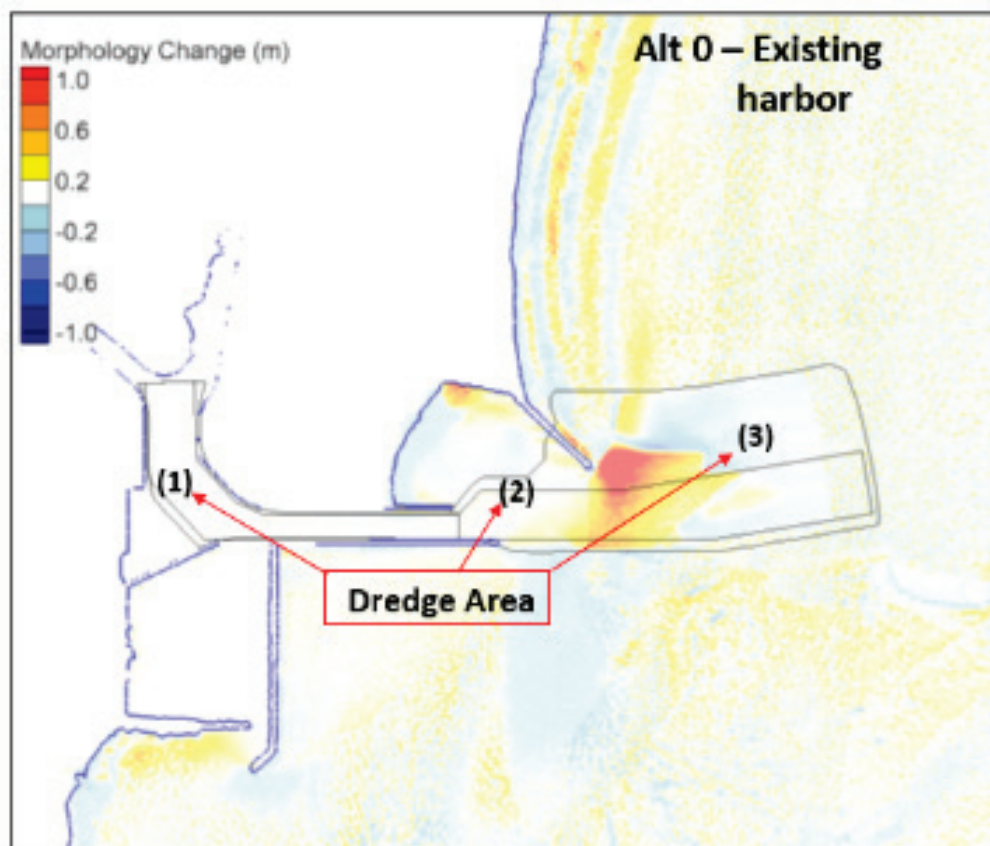 Morphology Change (m)
1.0
0.6
0.2
-0.2
-0.6
-1.0
Alt 0 – Existing
harbor
(1)
(2)
(3)
Dredge Area